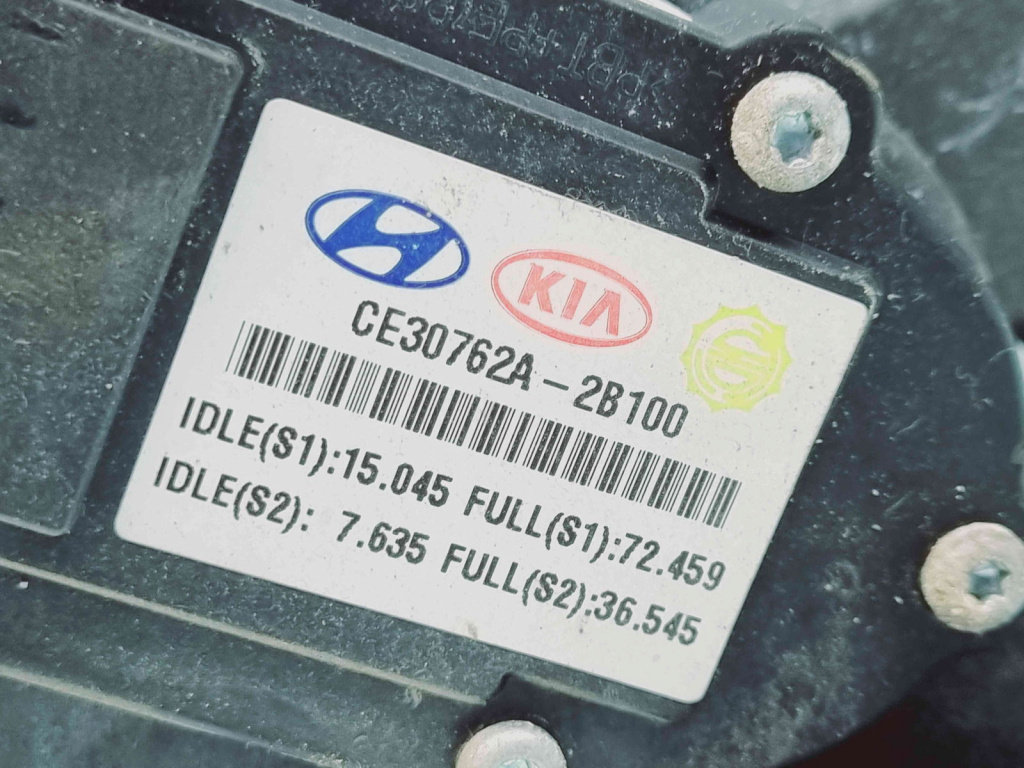 KIA
CE30762A-2B100
IDLE(S1):15.045 FULL(S1):72.459
IDLE(S2): 7.635 FULL(S2):36.545